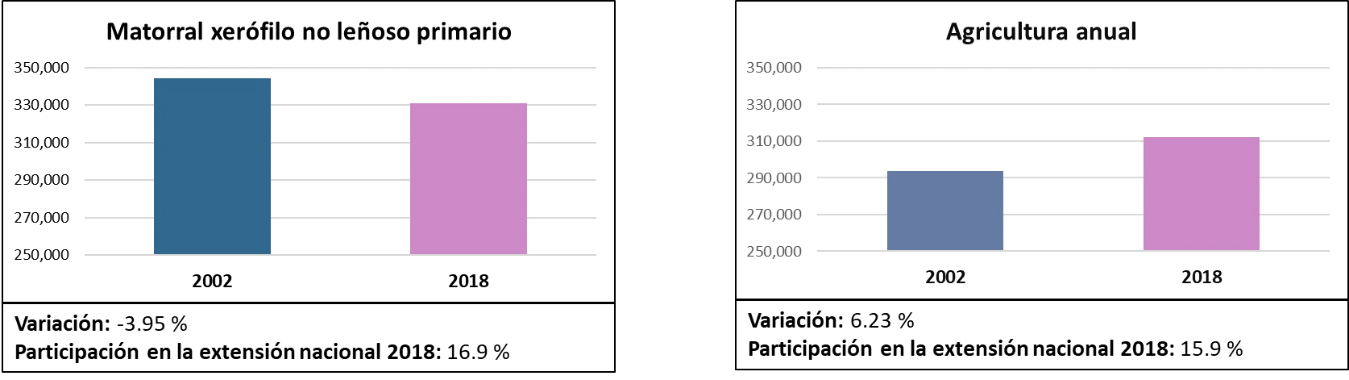 Matorral xerófilo no leñoso primario
350,000
330,000
310,000
290,000
270,000
250,000
2002 2018
Variación: -3.95 %
Participación en la extensión nacional 2018: 16.9 %
Agricultura anual
350,000
330,000
310,000
290,000
270,000
250,000
2002 2018
Variación: 6.23 %
Participación en la extensión nacional 2018: 15.9 %